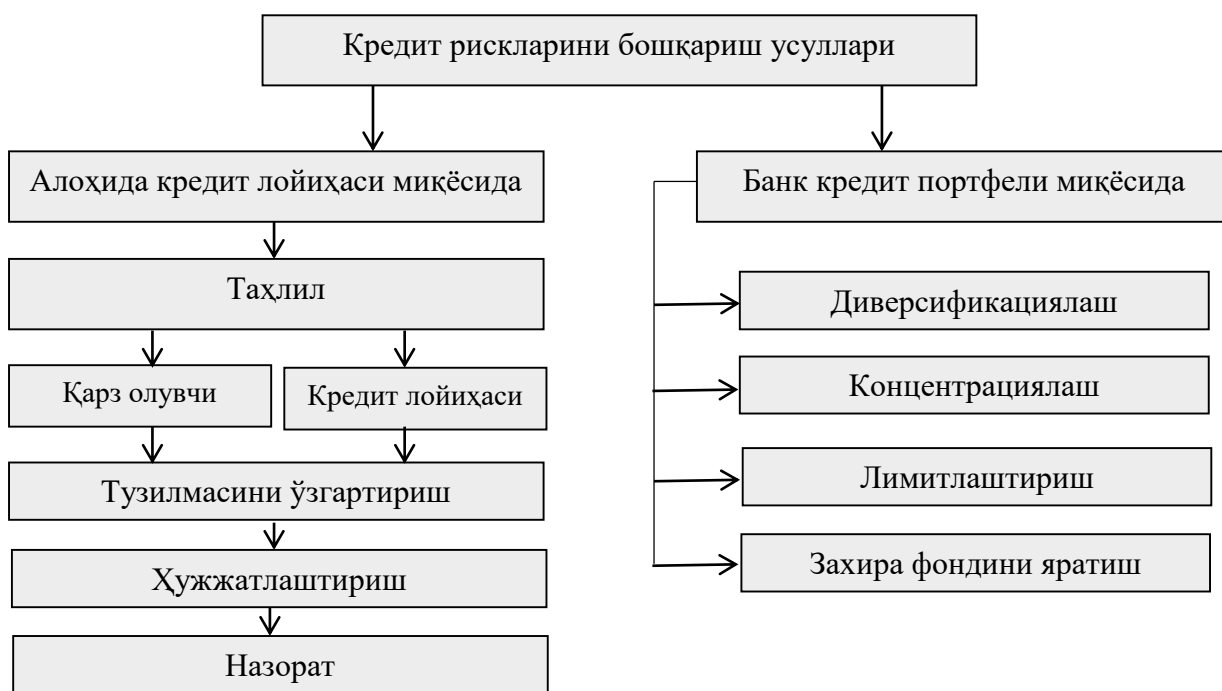 Кредит рискларини бошқариш усуллари
Алоҳида кредит лойиҳаси миқёсида
Банк кредит портфели миқёсида
Таҳлил
Қарз олувчи
Кредит лойиҳаси
Тузилмасини ўзгартириш
Ҳужжатлаштириш
Назорат
Диверсификациялаш
Концентрациялаш
Лимитлаштириш
Захира фондини яратиш